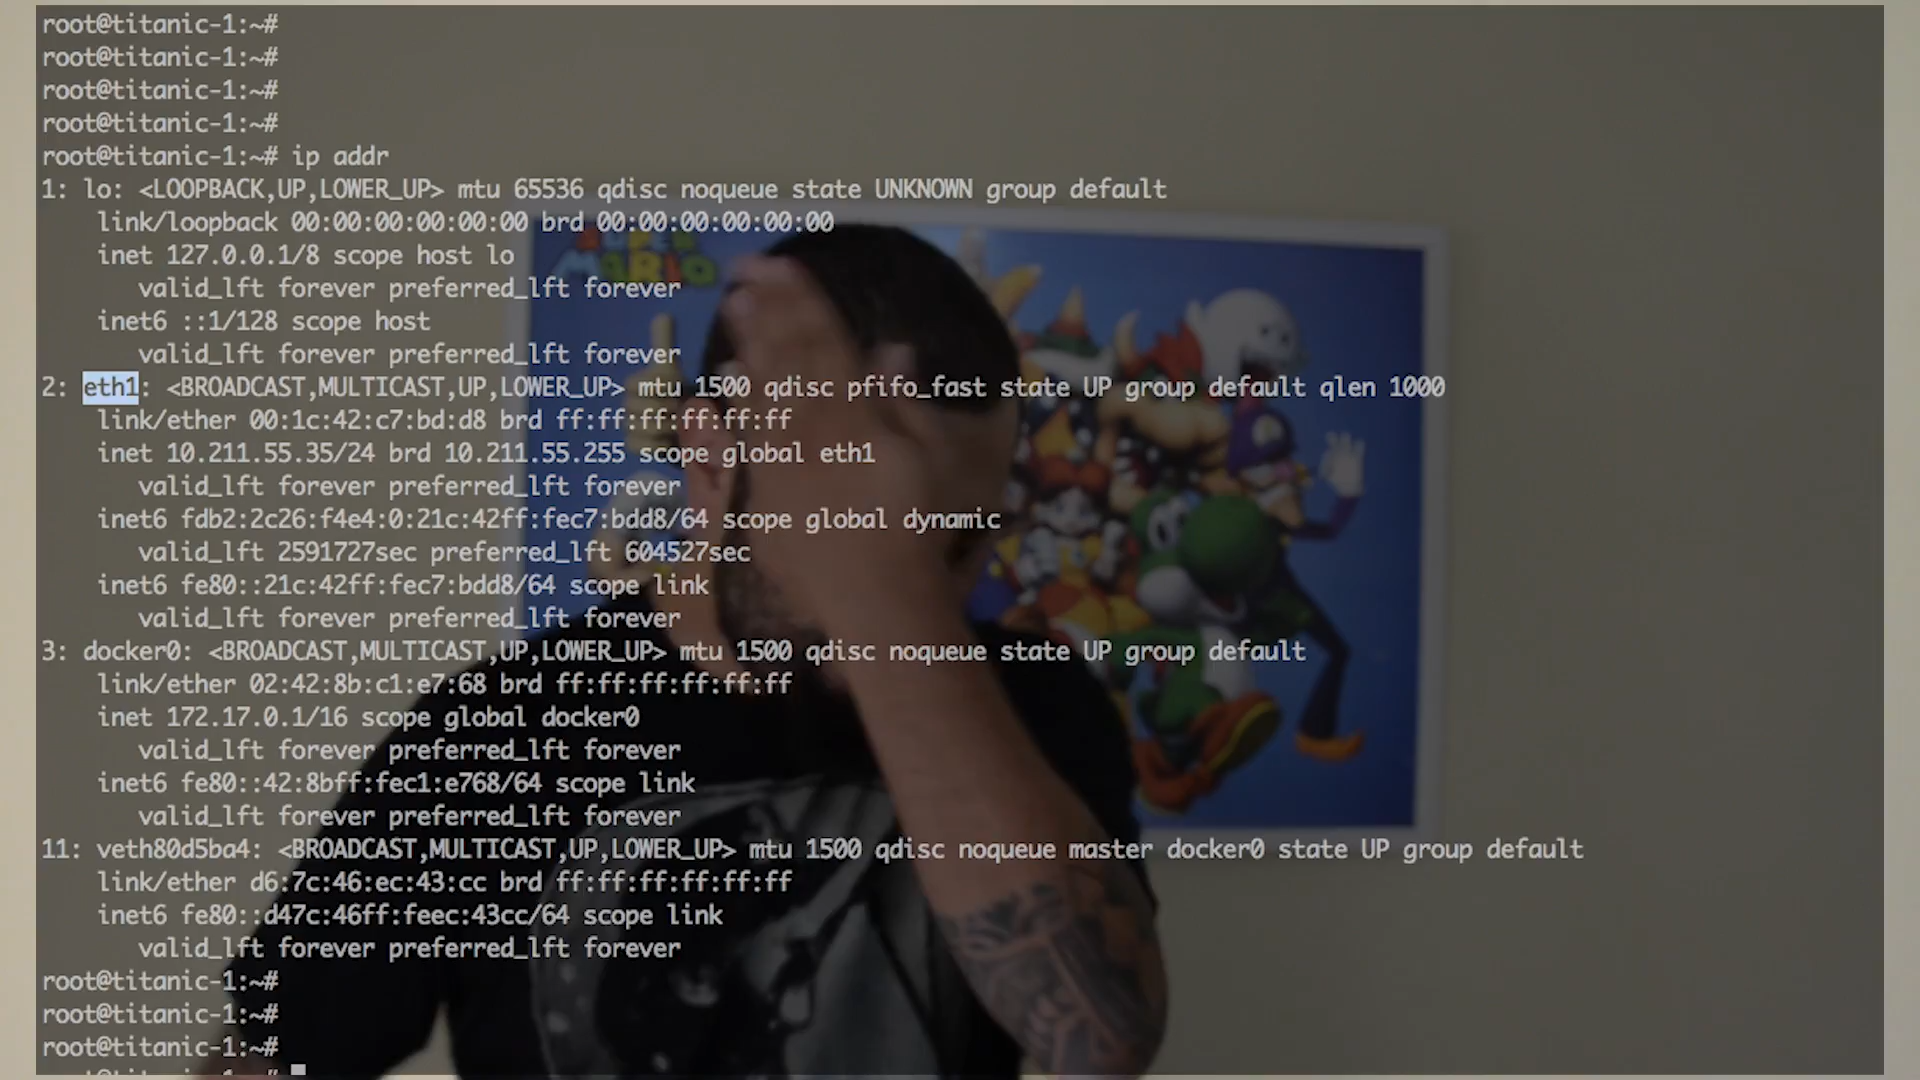 root@titanic-1:~#
root@titanic-1:~#
root@titanic-1:~#
root@titanic-1:~#
root@titanic-1:~# ip addr
1: lo: <LOOPBACK,UP,LOWER_UP> mtu 65536 qdisc noqueue state UNKNOWN group default
    link/loopback 00:00:00:00:00:00 brd 00:00:00:00:00:00
    inet 127.0.0.1/8 scope host lo
       valid_lft forever preferred_lft forever
    inet6 ::1/128 scope host
       valid_lft forever preferred_lft forever
2: eth1: <BROADCAST,MULTICAST,UP,LOWER_UP> mtu 1500 qdisc pfifo_fast state UP group default qlen 1000
    link/ether 00:1c:42:c7:bd:d8 brd ff:ff:ff:ff:ff:ff
    inet 10.211.55.35/24 brd 10.211.55.255 scope global eth1
       valid_lft forever preferred_lft forever
    inet6 fdb2:2c26:f4e4:0:21c:42ff:fec7:bdd8/64 scope global dynamic
       valid_lft 2591727sec preferred_lft 604527sec
    inet6 fe80::21c:42ff:fec7:bdd8/64 scope link
       valid_lft forever preferred_lft forever
3: docker0: <BROADCAST,MULTICAST,UP,LOWER_UP> mtu 1500 qdisc noqueue state UP group default
    link/ether 02:42:8b:c1:e7:68 brd ff:ff:ff:ff:ff:ff
    inet 172.17.0.1/16 scope global docker0
       valid_lft forever preferred_lft forever
    inet6 fe80::42:8bff:fec1:e768/64 scope link
       valid_lft forever preferred_lft forever
11: veth80d5ba4: <BROADCAST,MULTICAST,UP,LOWER_UP> mtu 1500 qdisc noqueue master docker0 state UP group default
    link/ether d6:7c:46:ec:43:cc brd ff:ff:ff:ff:ff:ff
    inet6 fe80::d47c:46ff:feec:43cc/64 scope link
       valid_lft forever preferred_lft forever
root@titanic-1:~#
root@titanic-1:~#
root@titanic-1:~#
SUPER
MARIO